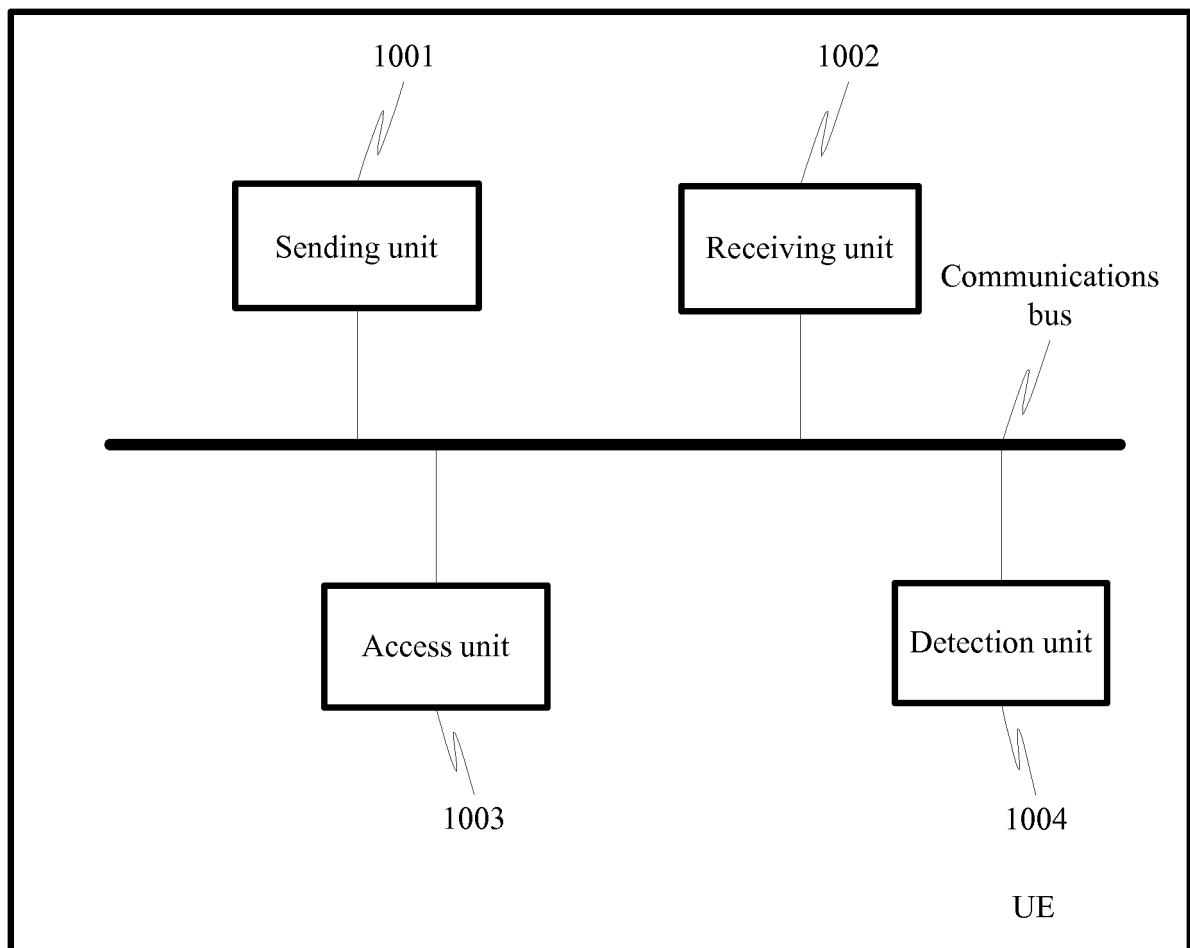 1001
1002
Sending unit
Receiving unit
Communications
bus
Access unit
Detection unit
1003
1004
UE